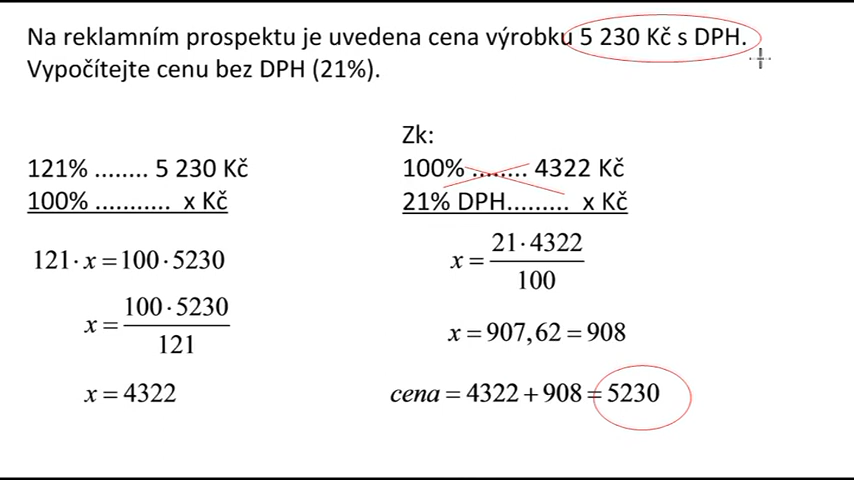 Na reklamním prospektu je uvedena cena výrobku 5 230 Kč s DPH.
Vypočítejte cenu bez DPH (21%).
121% ........ 5 230 Kč
100% ........... x Kč
121 · x = 100 · 5230
x = 100 · 5230 / 121
x = 4322
Zk:
100% ........ 4322 Kč
21% DPH......... x Kč
x = 21 · 4322 / 100
x = 907,62 = 908
cena = 4322 + 908 = 5230